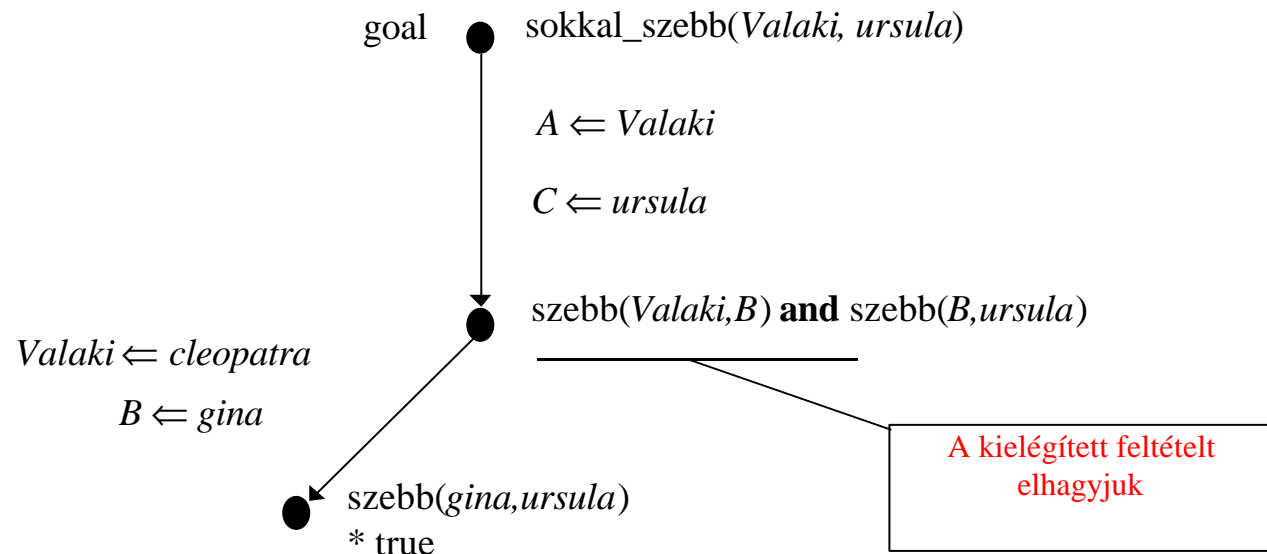 goal sokkal_szebb(Valaki, ursula)
A ⇐ Valaki
C ⇐ ursula
szebb(Valaki,B) and szebb(B,ursula)
Valaki ⇐ cleopatra
B ⇐ gina
A kielégített feltételt
elhagyjuk
szebb(gina,ursula)
* true